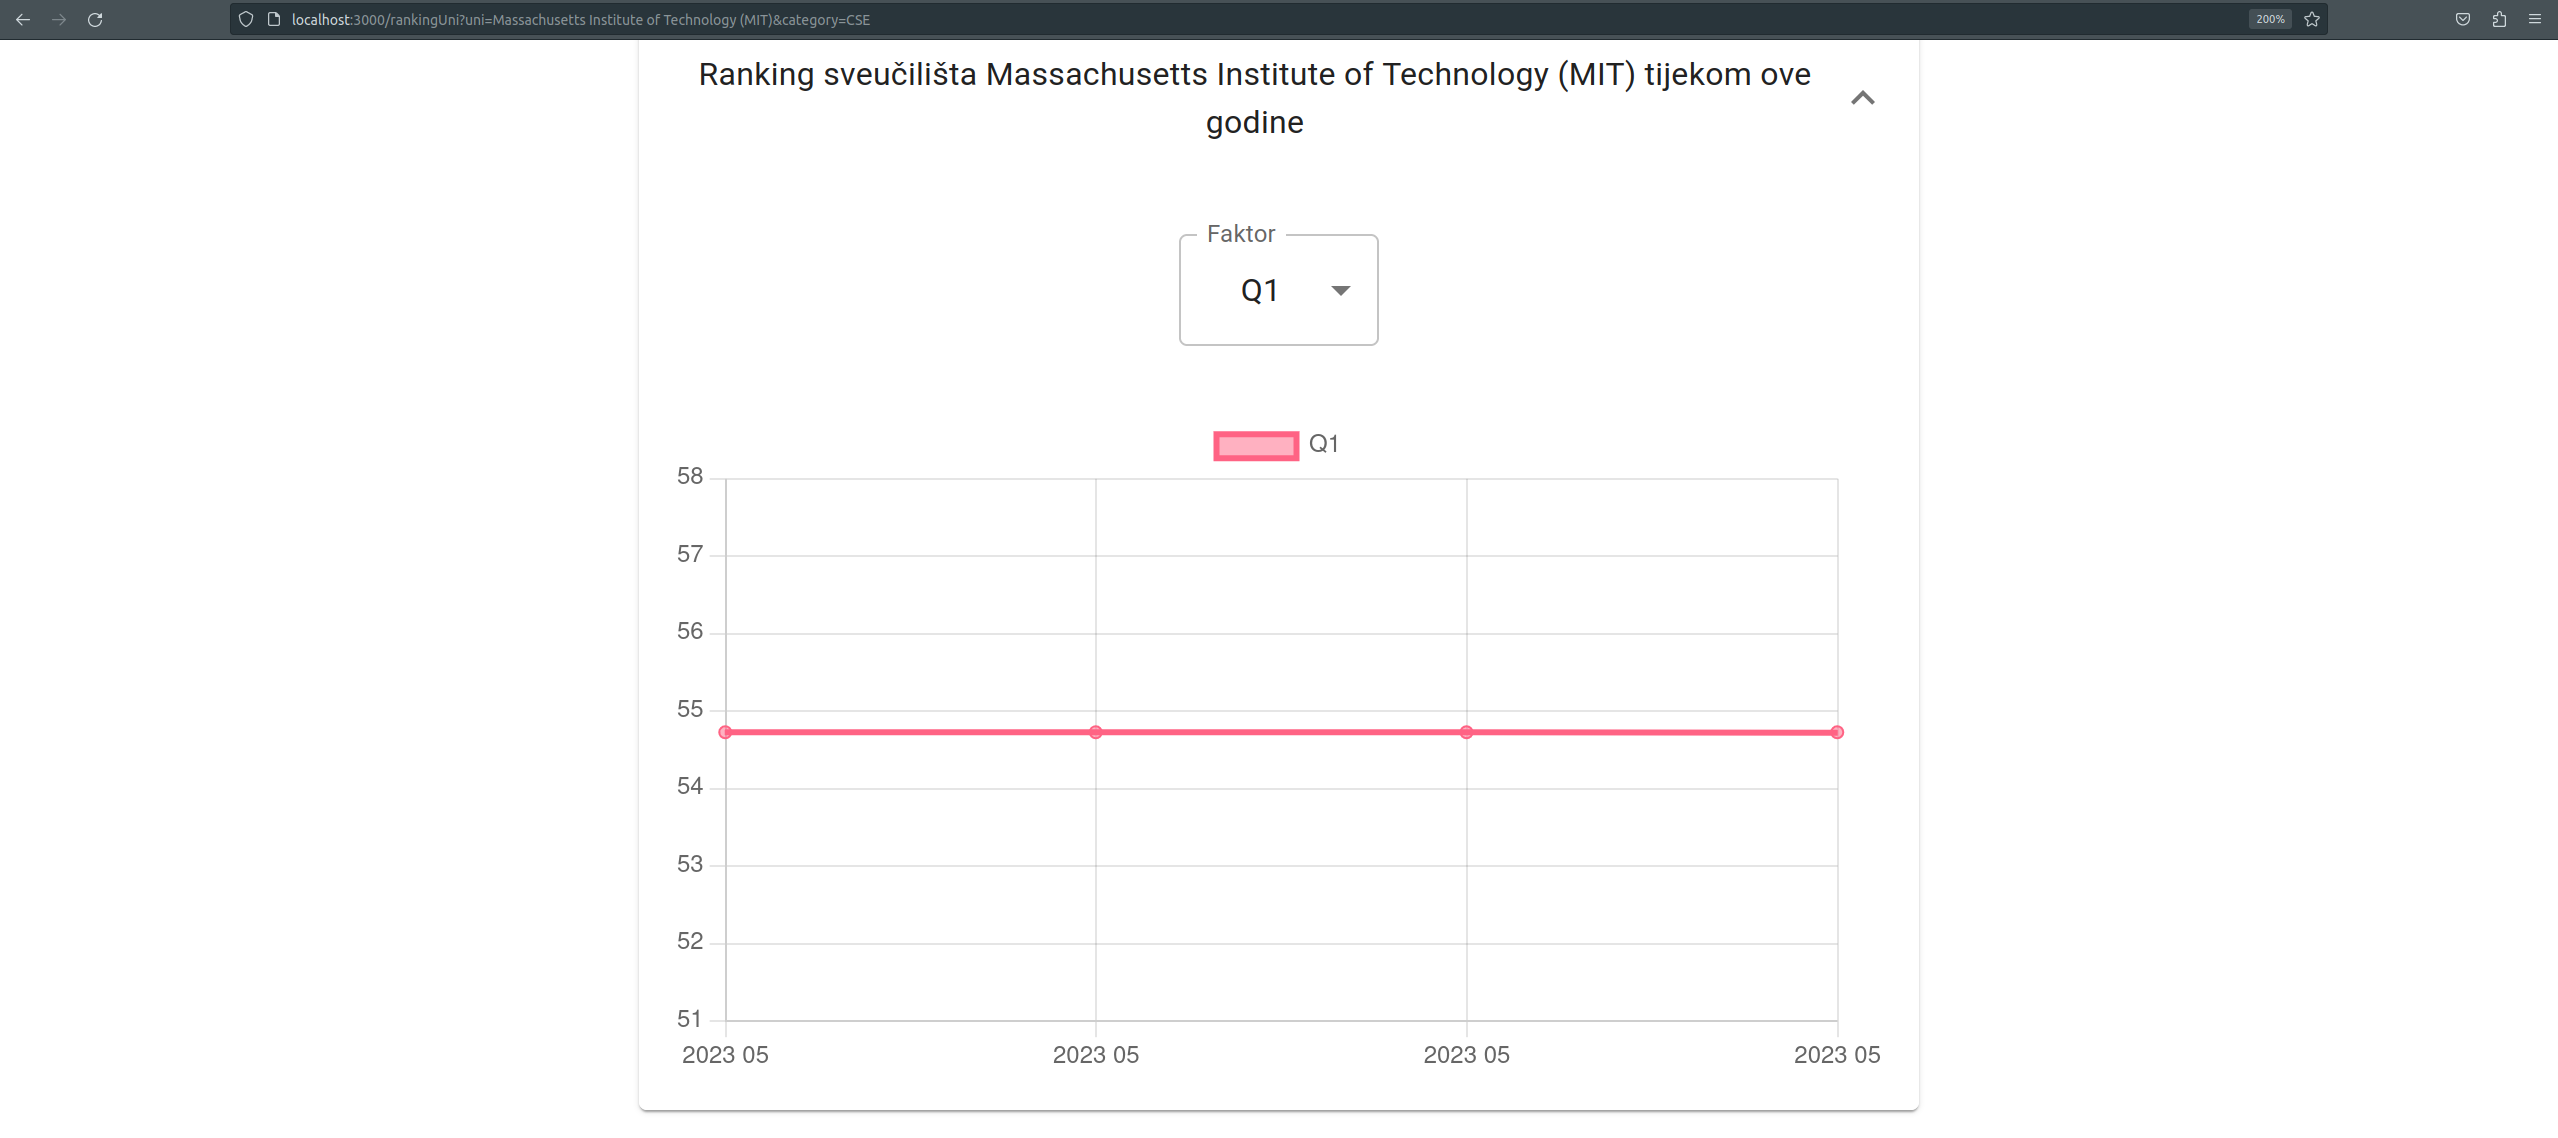 localhost:3000/rankingUni?uni=Massachusetts Institute of Technology (MIT)&category=CSE
200%
Ranking sveučilišta Massachusetts Institute of Technology (MIT) tijekom ove
godine
Faktor
Q1
Q1
58
57
56
55
54
53
52
51
2023 05 2023 05 2023 05 2023 05